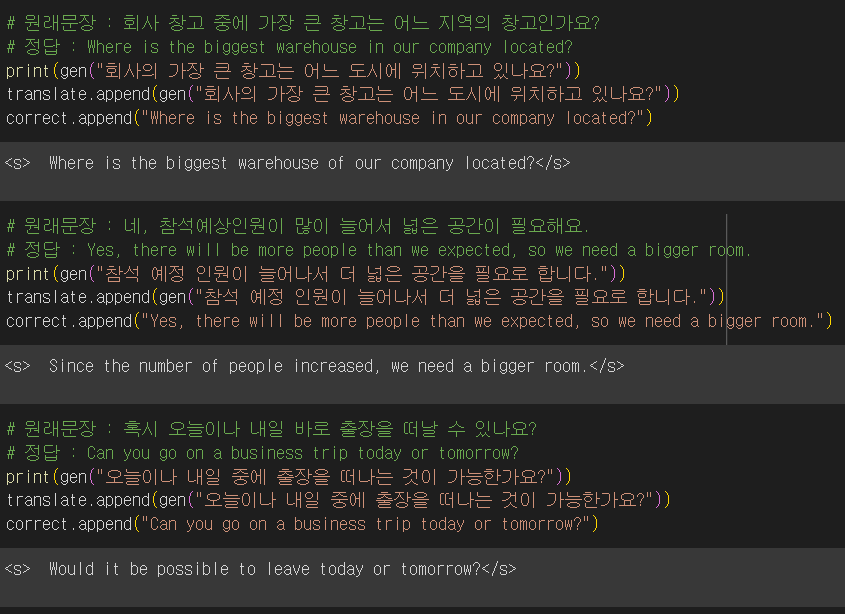 # 원래문장 : 회사 창고 중에 가장 큰 창고는 어느 지역의 창고인가요?
# 정답 : Where is the biggest warehouse in our company located?
print(gen("회사의 가장 큰 창고는 어느 도시에 위치하고 있나요?"))
translate.append(gen("회사의 가장 큰 창고는 어느 도시에 위치하고 있나요?"))
correct.append("Where is the biggest warehouse in our company located?")
<s>  Where is the biggest warehouse of our company located?</s>
# 원래문장 : 네, 참석예상인원이 많이 늘어서 넓은 공간이 필요해요.
# 정답 : Yes, there will be more people than we expected, so we need a bigger room.
print(gen("참석 예정 인원이 늘어나서 더 넓은 공간을 필요로 합니다."))
translate.append(gen("참석 예정 인원이 늘어나서 더 넓은 공간을 필요로 합니다."))
correct.append("Yes, there will be more people than we expected, so we need a bigger room.")
<s>  Since the number of people increased, we need a bigger room.</s>
# 원래문장 : 혹시 오늘이나 내일 바로 출장을 떠날 수 있나요?
# 정답 : Can you go on a business trip today or tomorrow?
print(gen("오늘이나 내일 중에 출장을 떠나는 것이 가능한가요?"))
translate.append(gen("오늘이나 내일 중에 출장을 떠나는 것이 가능한가요?"))
correct.append("Can you go on a business trip today or tomorrow?")
<s>  Would it be possible to leave today or tomorrow?</s>